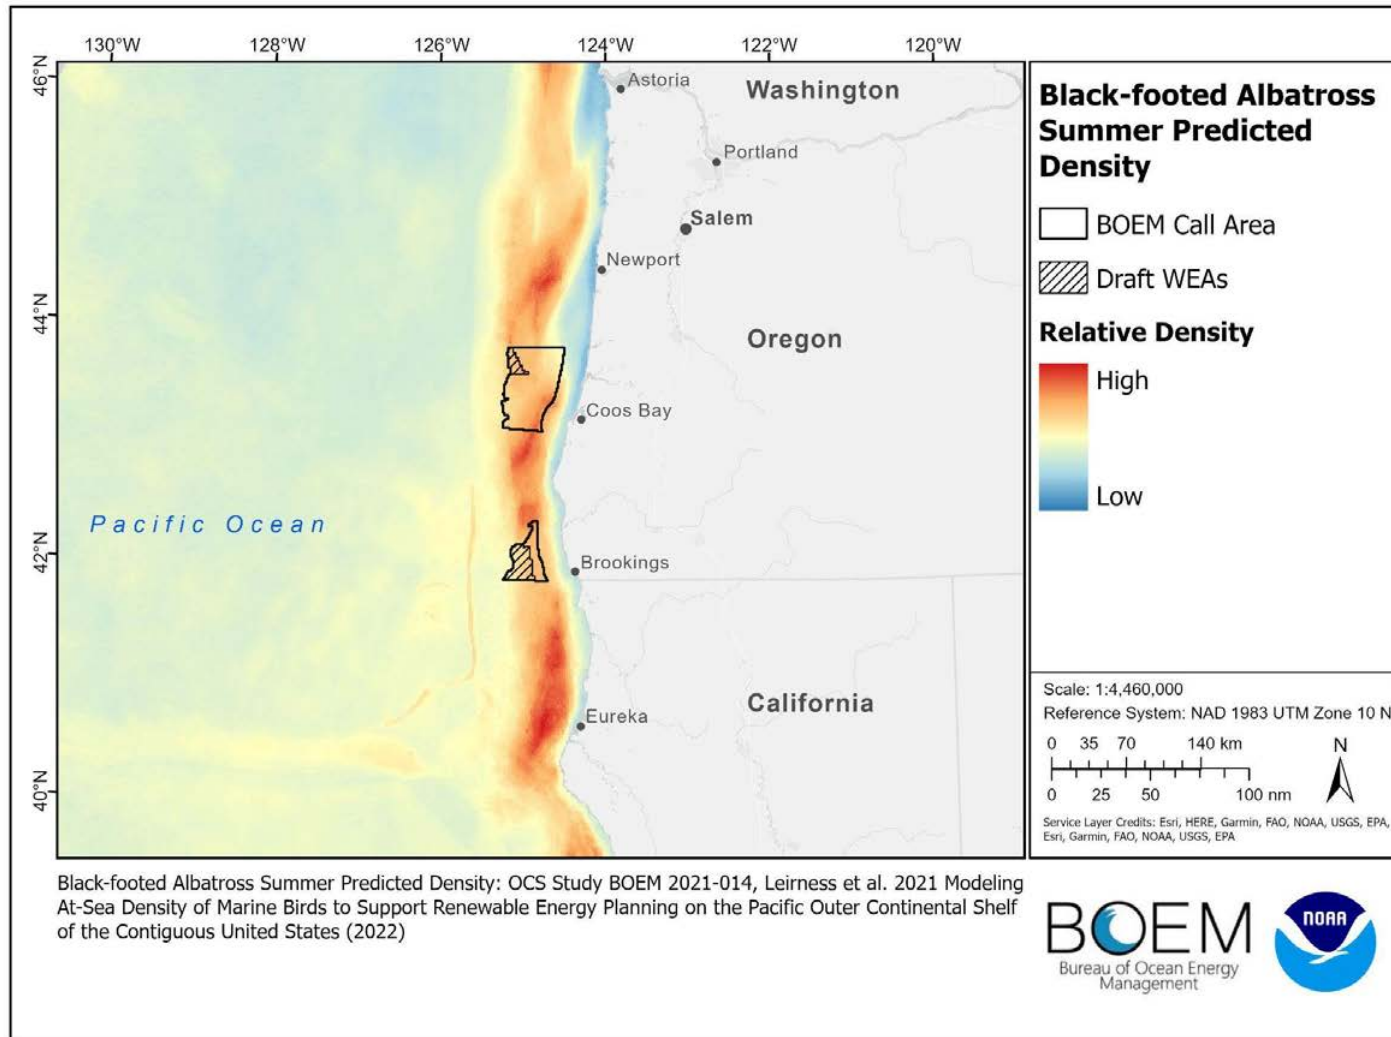 130°W 128°W 126°W 124°W 122°W 120°W
46°N
44°N
42°N
40°N
Astoria
Washington
Portland
Salem
Newport
Oregon
Coos Bay
Pacific Ocean
Brookings
California
Eureka
Black-footed Albatross
Summer Predicted
Density
BOEM Call Area
Draft WEAs
Relative Density
High
Low
Scale: 1:4,460,000
Reference System: NAD 1983 UTM Zone 10 N
0 35 70 140 km
N
0 25 50 100 nm
Service Layer Credits: Esri, HERE, Garmin, FAO, NOAA, USGS, EPA,
Esri, Garmin, FAO, NOAA, USGS, EPA
Black-footed Albatross Summer Predicted Density: OCS Study BOEM 2021-014, Leirness et al. 2021 Modeling
At-Sea Density of Marine Birds to Support Renewable Energy Planning on the Pacific Outer Continental Shelf
of the Contiguous United States (2022)
BOEM
Bureau of Ocean Energy
Management
NOAA